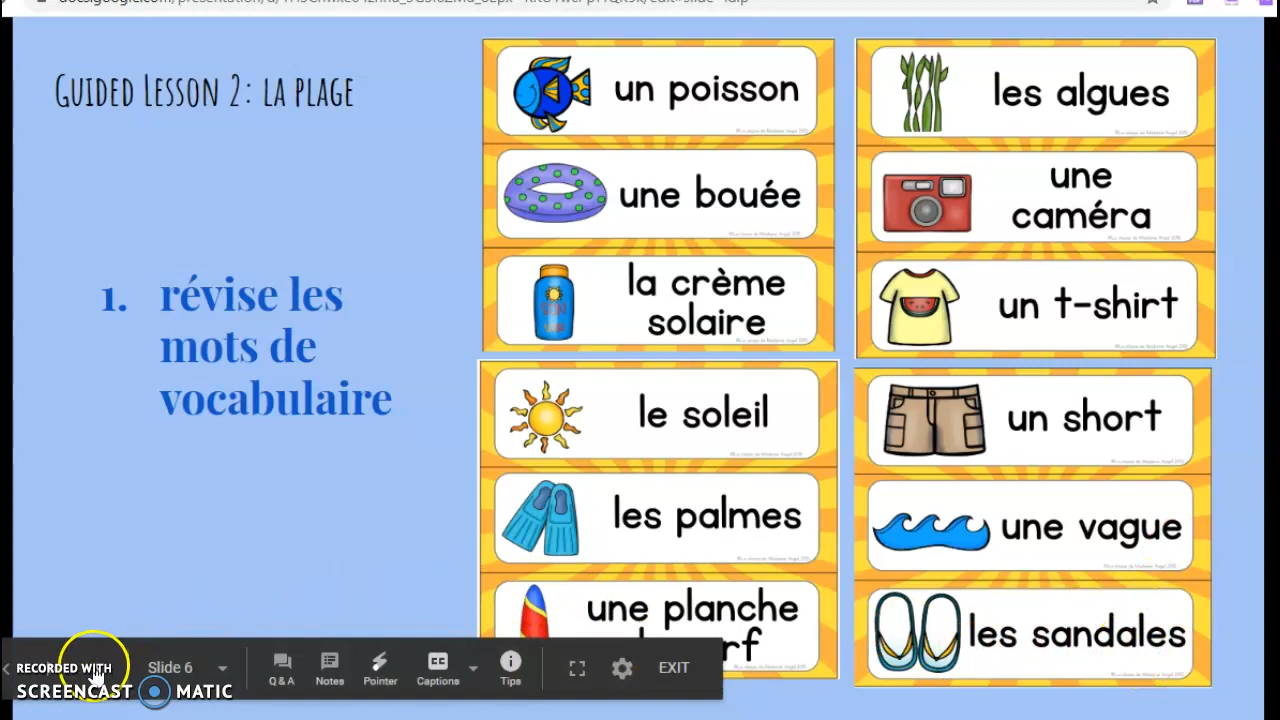 GUIDED LESSON 2: LA PLAGE
1. révise les
mots de
vocabulaire
un poisson
une bouée
la crème
solaire
le soleil
les palmes
une planche
les algues
une
caméra
un t-shirt
un short
une vague
les sandales
RECORDED WITH
SCREENCAST MATIC
Slide 6
Q & A
Notes
Pointer
Captions
Tips
EXIT